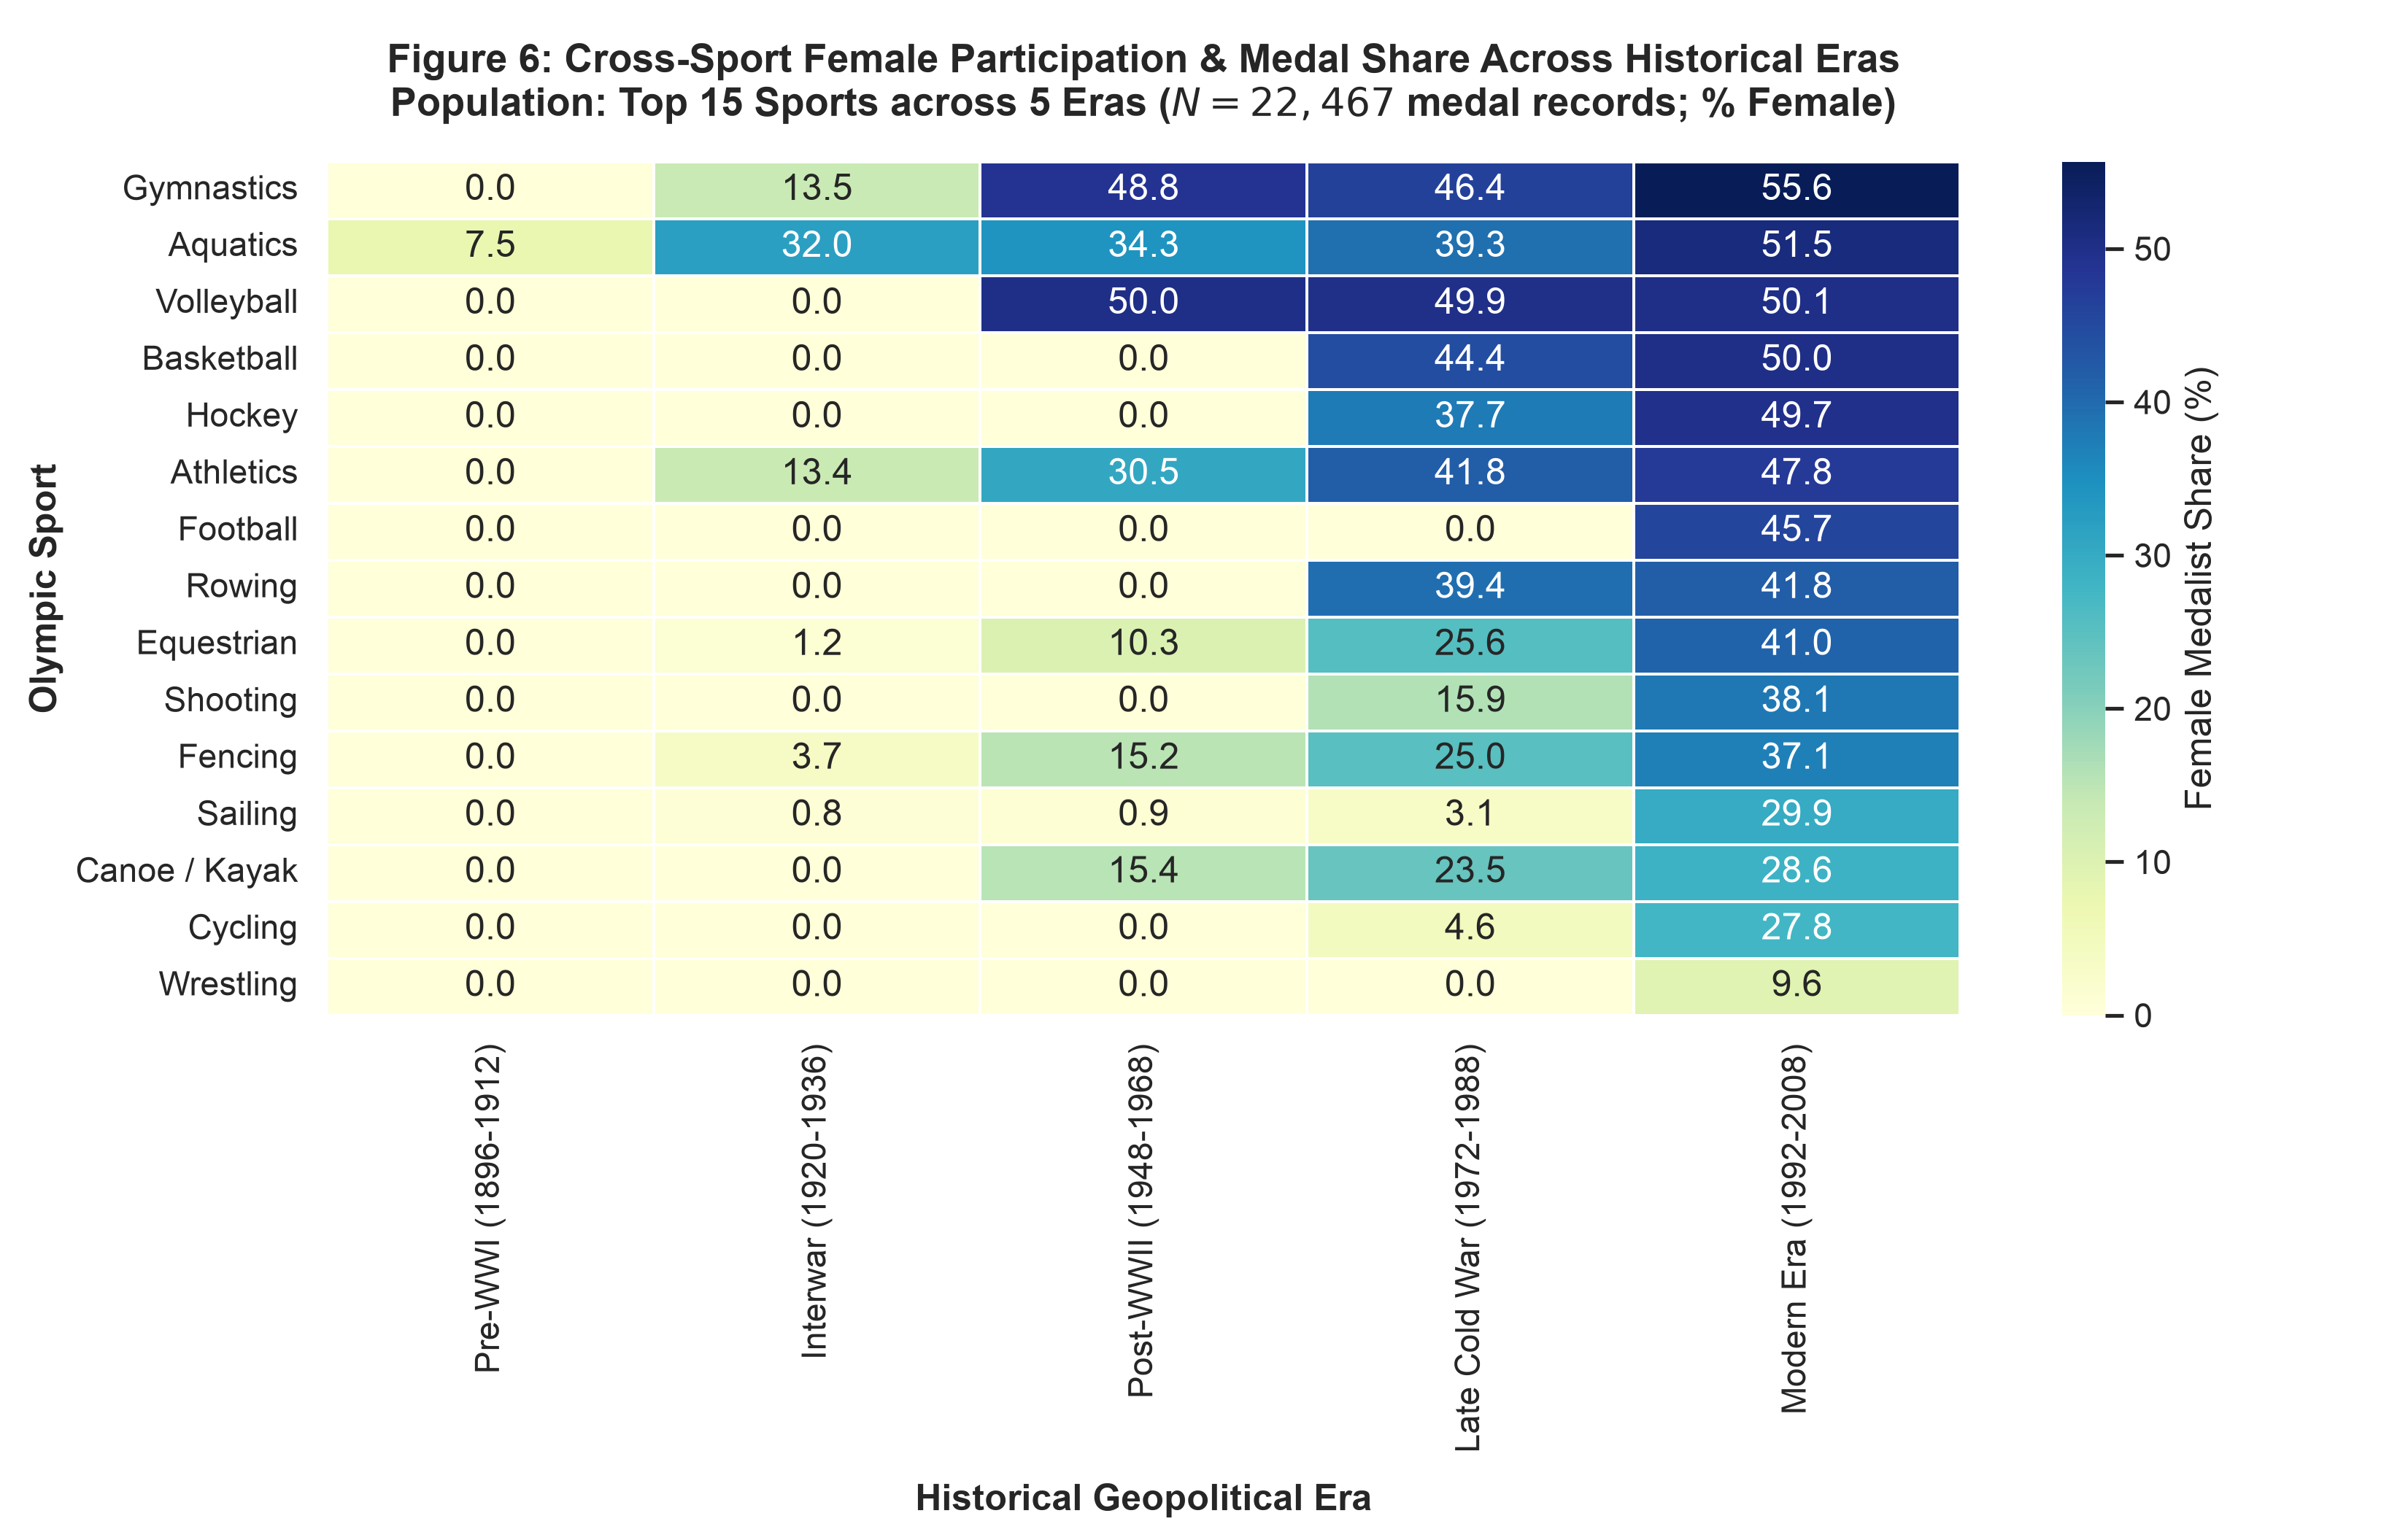 Figure 6: Cross-Sport Female Participation & Medal Share Across Historical Eras
Population: Top 15 Sports across 5 Eras (N = 22, 467 medal records; % Female)
Olympic Sport
Gymnastics 0.0 13.5 48.8 46.4 55.6
Aquatics 7.5 32.0 34.3 39.3 51.5
Volleyball 0.0 0.0 50.0 49.9 50.1
Basketball 0.0 0.0 0.0 44.4 50.0
Hockey 0.0 0.0 0.0 37.7 49.7
Athletics 0.0 13.4 30.5 41.8 47.8
Football 0.0 0.0 0.0 0.0 45.7
Rowing 0.0 0.0 0.0 39.4 41.8
Equestrian 0.0 1.2 10.3 25.6 41.0
Shooting 0.0 0.0 0.0 15.9 38.1
Fencing 0.0 3.7 15.2 25.0 37.1
Sailing 0.0 0.8 0.9 3.1 29.9
Canoe / Kayak 0.0 0.0 15.4 23.5 28.6
Cycling 0.0 0.0 0.0 4.6 27.8
Wrestling 0.0 0.0 0.0 0.0 9.6
Pre-WWI (1896-1912)
Interwar (1920-1936)
Post-WWII (1948-1968)
Late Cold War (1972-1988)
Modern Era (1992-2008)
Historical Geopolitical Era
50
40
30
20
10
0
Female Medalist Share (%)